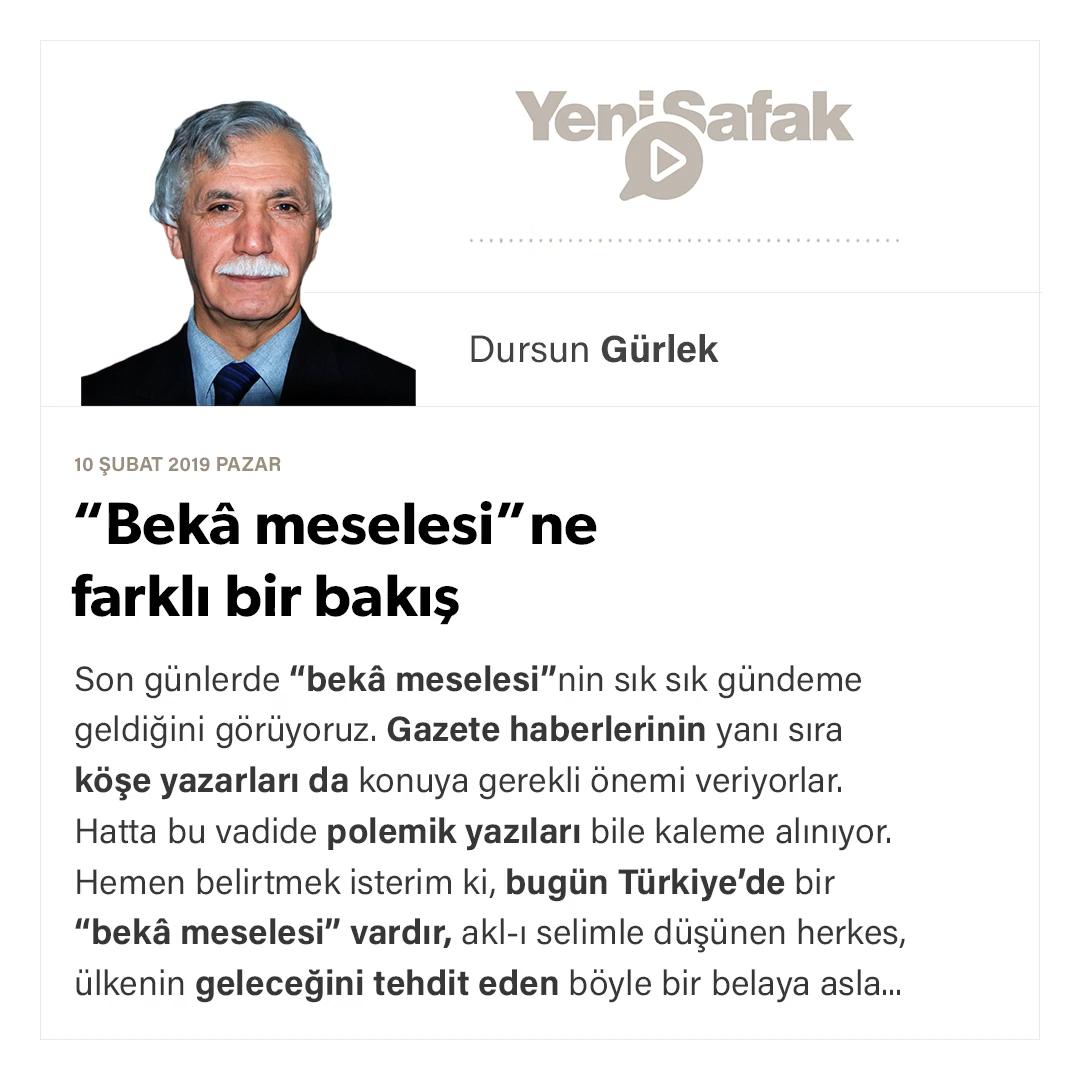 YeniŞafak
Dursun Gürlek
10 ŞUBAT 2019 PAZAR
“Bekâ meselesi”ne
farklı bir bakış
Son günlerde “bekâ meselesi”nin sık sık gündeme
geldiğini görüyoruz. Gazete haberlerinin yanı sıra
köşe yazarları da konuya gerekli önemi veriyorlar.
Hatta bu vadide polemik yazıları bile kaleme alınıyor.
Hemen belirtmek isterim ki, bugün Türkiye’de bir
“bekâ meselesi” vardır, akl-ı selimle düşünen herkes,
ülkenin geleceğini tehdit eden böyle bir belaya asla...